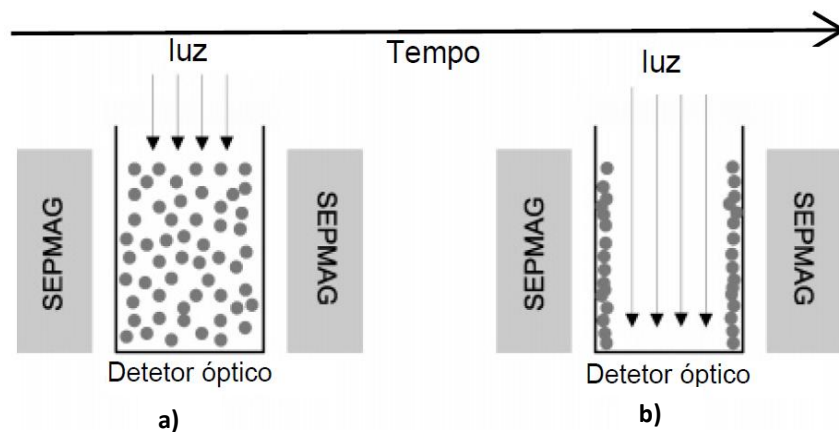 luz
Tempo
luz
SEPMAG
SEPMAG
SEPMAG
SEPMAG
Detetor óptico
Detetor óptico
a)
b)